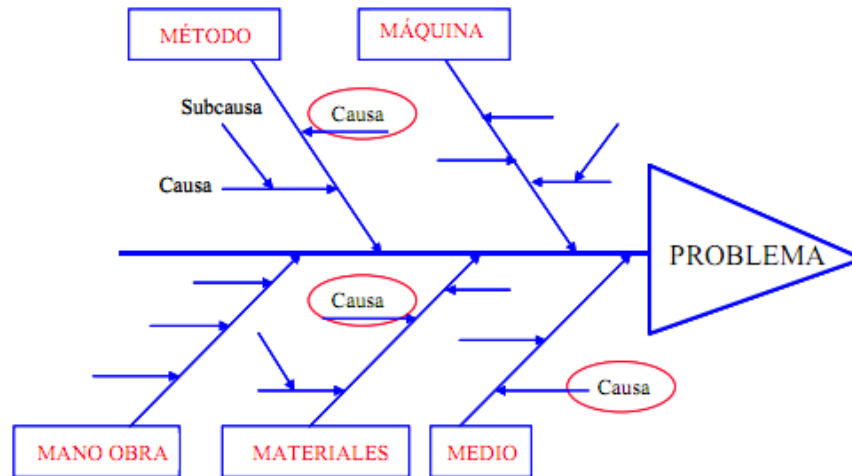 MÉTODO
MÁQUINA
Subcausa
Causa
Causa
PROBLEMA
Causa
Causa
MANO OBRA
MATERIALES
MEDIO